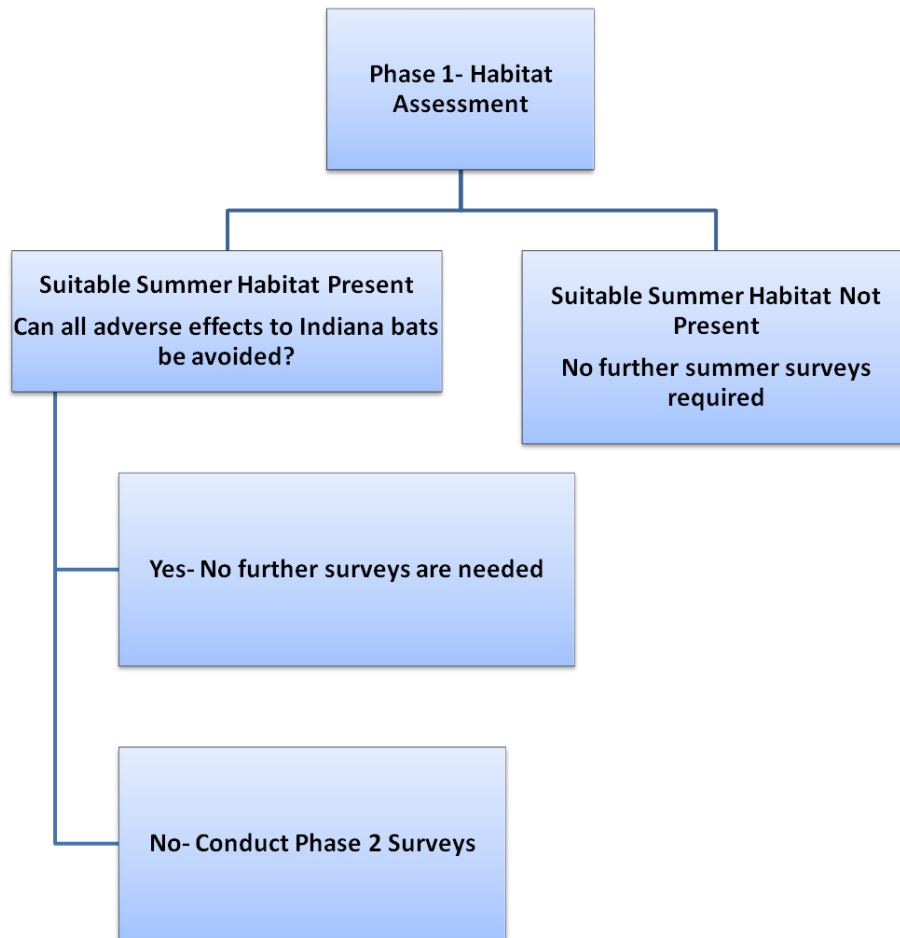 Phase 1- Habitat
Assessment
Suitable Summer Habitat Present
Can all adverse effects to Indiana bats
be avoided?
Suitable Summer Habitat Not
Present
No further summer surveys
required
Yes- No further surveys are needed
No- Conduct Phase 2 Surveys